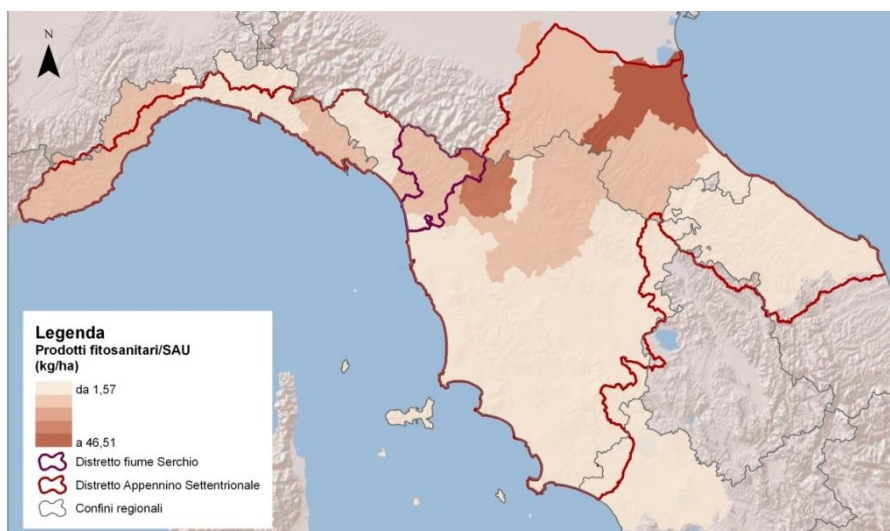 N
Legenda
Prodotti fitosanitari/SAU
(kg/ha)
da 1,57
a 46,51
Distretto fiume Serchio
Distretto Appennino Settentrionale
Confini regionali